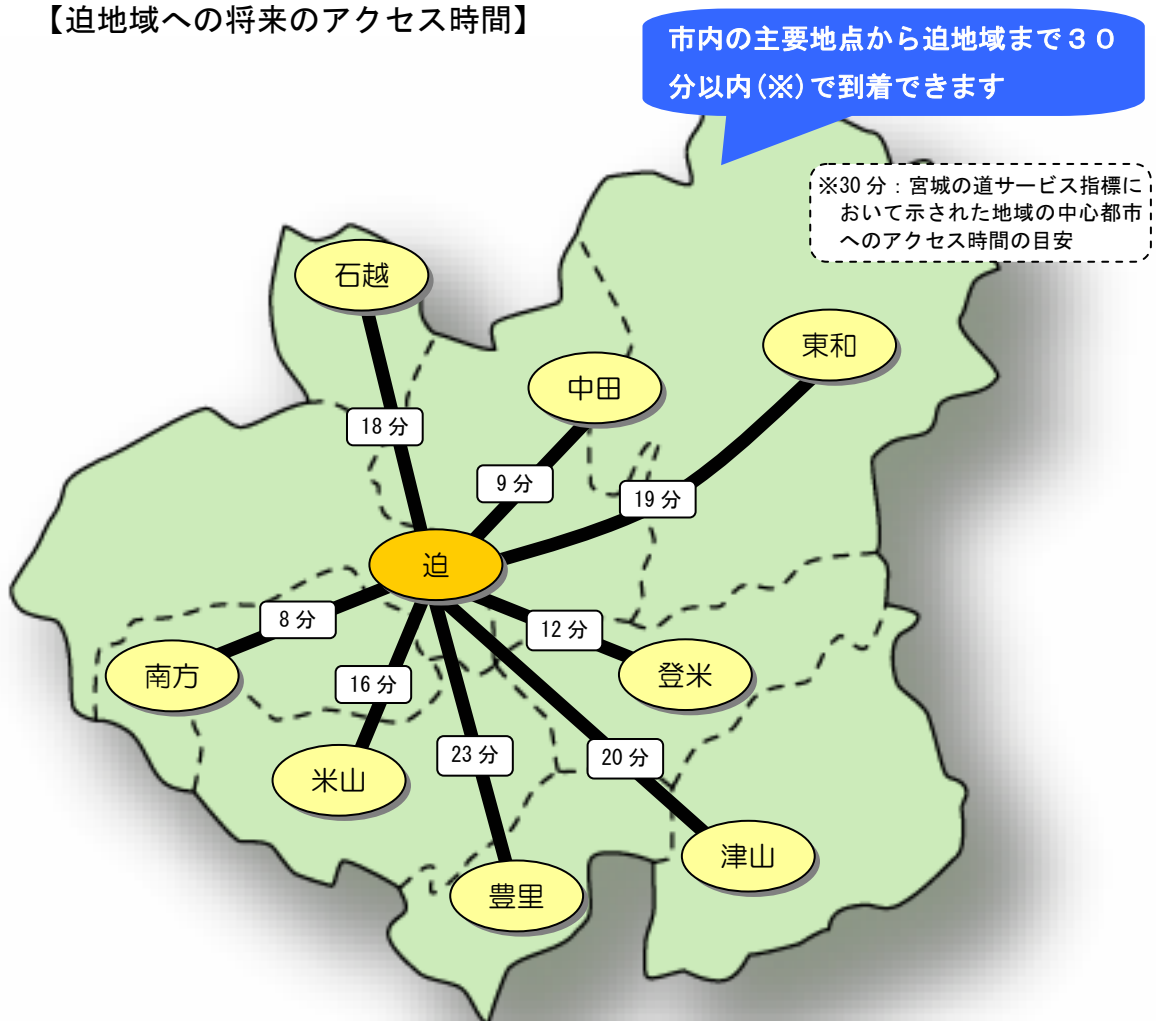 【迫地域への将来のアクセス時間】
市内の主要地点から迫地域まで３０
分以内(※)で到着できます
※30分：宮城の道サービス指標に
おいて示された地域の中心都市
へのアクセス時間の目安
石越
東和
中田
18分
9分
19分
迫
8分
12分
南方
16分
登米
23分
20分
米山
津山
豊里